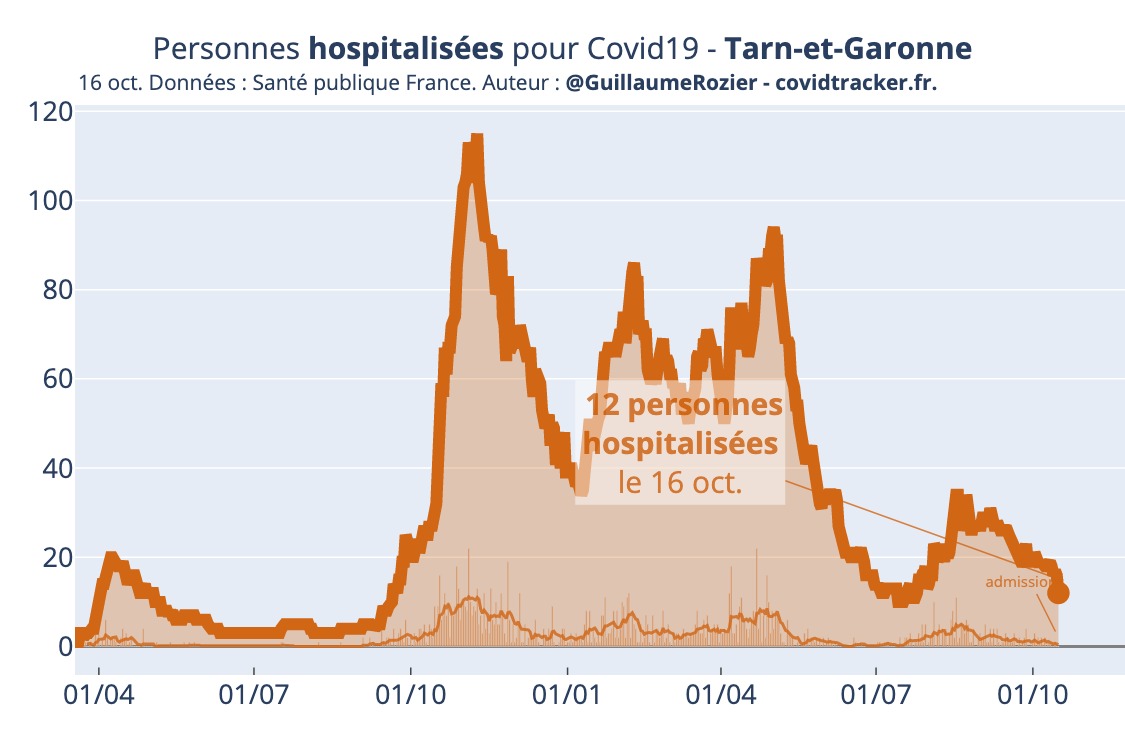 Personnes hospitalisées pour Covid19 - Tarn-et-Garonne
16 oct. Données : Santé publique France. Auteur : @GuillaumeRozier - covidtracker.fr.
120
100
80
60
40
20
0
12 personnes
hospitalisées
le 16 oct.
admission
01/04 01/07 01/10 01/01 01/04 01/07 01/10